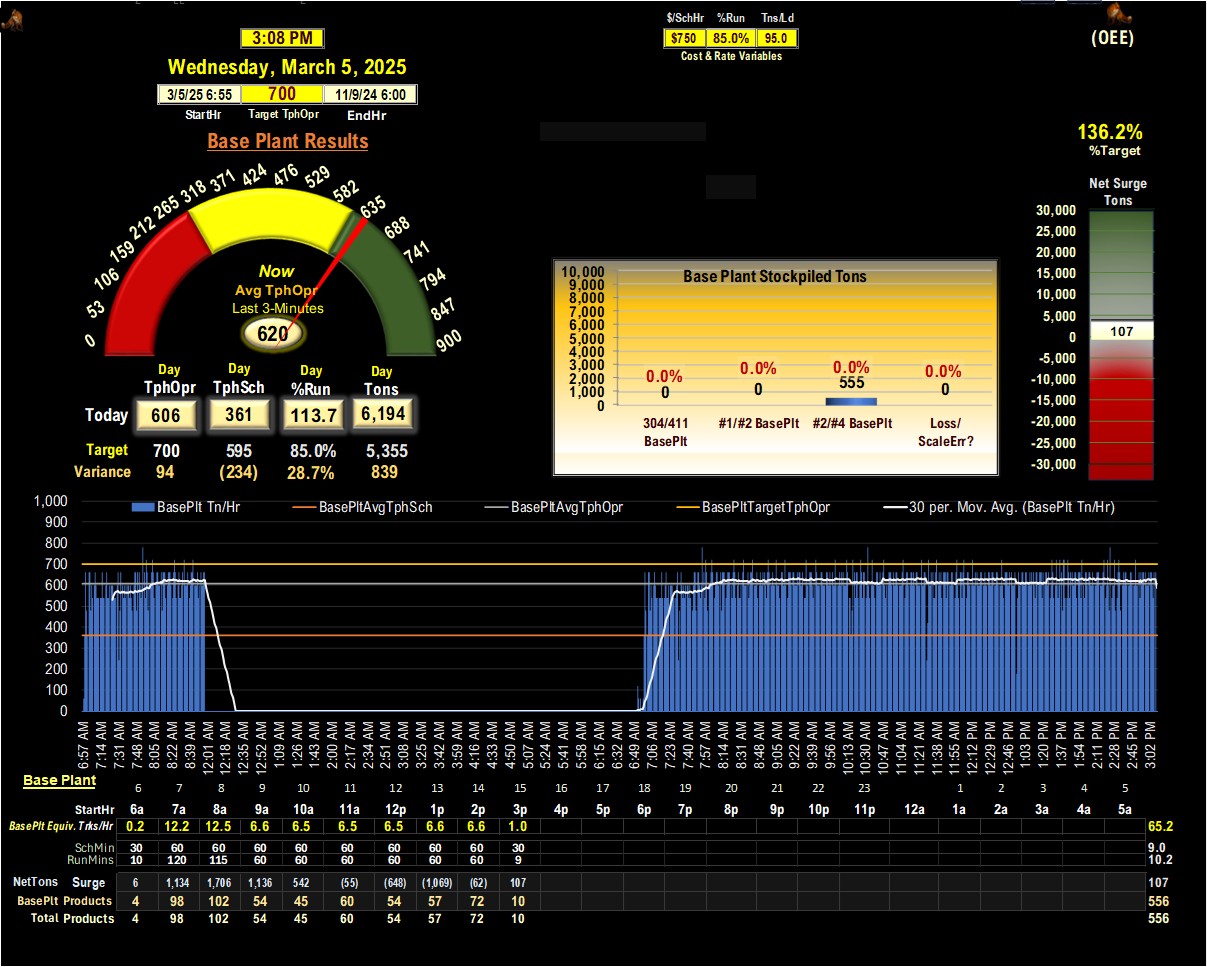 $/SchHr %Run Tns/Ld
3:08 PM
$750 85.0% 95.0
(OEE)
Cost & Rate Variables
Wednesday, March 5, 2025
3/5/25 6:55 700 11/9/24 6:00
StartHr Target TphOpr EndHr
136.2%
%Target
Base Plant Results
Net Surge
Tons
0 53 106 159 212 265 318 371 424 476 529 582 635 688 741 794 847 900
Now
Avg TphOpr
Last 3-Minutes
620
Day Day Day Day
TphOpr TphSch %Run Tons
Today 606 361 113.7 6,194
Target 700 595 85.0% 5,355
Variance 94 (234) 28.7% 839
Base Plant Stockpiled Tons
10,000
9,000
8,000
7,000
6,000
5,000
4,000
3,000
2,000
1,000
0
0.0% 0.0% 0.0% 0.0%
0 0 555 0
304/411 BasePlt
#1/#2 BasePlt
#2/#4 BasePlt
Loss/ ScaleErr?
30,000
25,000
20,000
15,000
10,000
5,000
0
-5,000
-10,000
-15,000
-20,000
-25,000
-30,000
107
BasePlt Tn/Hr BasePltAvgTphSch BasePltAvgTphOpr BasePltTargetTphOpr 30 per. Mov. Avg. (BasePlt Tn/Hr)
1,000
900
800
700
600
500
400
300
200
100
0
6:57 AM 7:14 AM 7:31 AM 7:48 AM 8:05 AM 8:22 AM 8:39 AM 12:01 AM 12:18 AM 12:35 AM 12:52 AM 1:09 AM 1:26 AM 1:43 AM 2:00 AM 2:17 AM 2:34 AM 2:51 AM 3:08 AM 3:25 AM 3:42 AM 3:59 AM 4:16 AM 4:33 AM 4:50 AM 5:07 AM 5:24 AM 5:41 AM 5:58 AM 6:15 AM 6:32 AM 6:49 AM 7:06 AM 7:23 AM 7:40 AM 7:57 AM 8:14 AM 8:31 AM 8:48 AM 9:05 AM 9:22 AM 9:39 AM 9:56 AM 10:13 AM 10:30 AM 10:47 AM 11:04 AM 11:21 AM 11:38 AM 11:55 AM 12:12 PM 12:29 PM 12:46 PM 1:03 PM 1:20 PM 1:37 PM 1:54 PM 2:11 PM 2:28 PM 2:45 PM 3:02 PM
Base Plant
6 7 8 9 10 11 12 13 14 15 16 17 18 19 20 21 22 23 1 2 3 4 5
StartHr 6a 7a 8a 9a 10a 11a 12p 1p 2p 3p 4p 5p 6p 7p 8p 9p 10p 11p 12a 1a 2a 3a 4a 5a
BasePlt Equiv. Trks/Hr 0.2 12.2 12.5 6.6 6.5 6.5 6.5 6.6 6.6 1.0 65.2
SchMin 30 60 60 60 60 60 60 60 60 30 9.0
RunMins 10 120 115 60 60 60 60 60 60 9 10.2
NetTons Surge 6 1,134 1,706 1,136 542 (55) (648) (1,069) (62) 107 107
BasePlt Products 4 98 102 54 45 60 54 57 72 10 556
Total Products 4 98 102 54 45 60 54 57 72 10 556